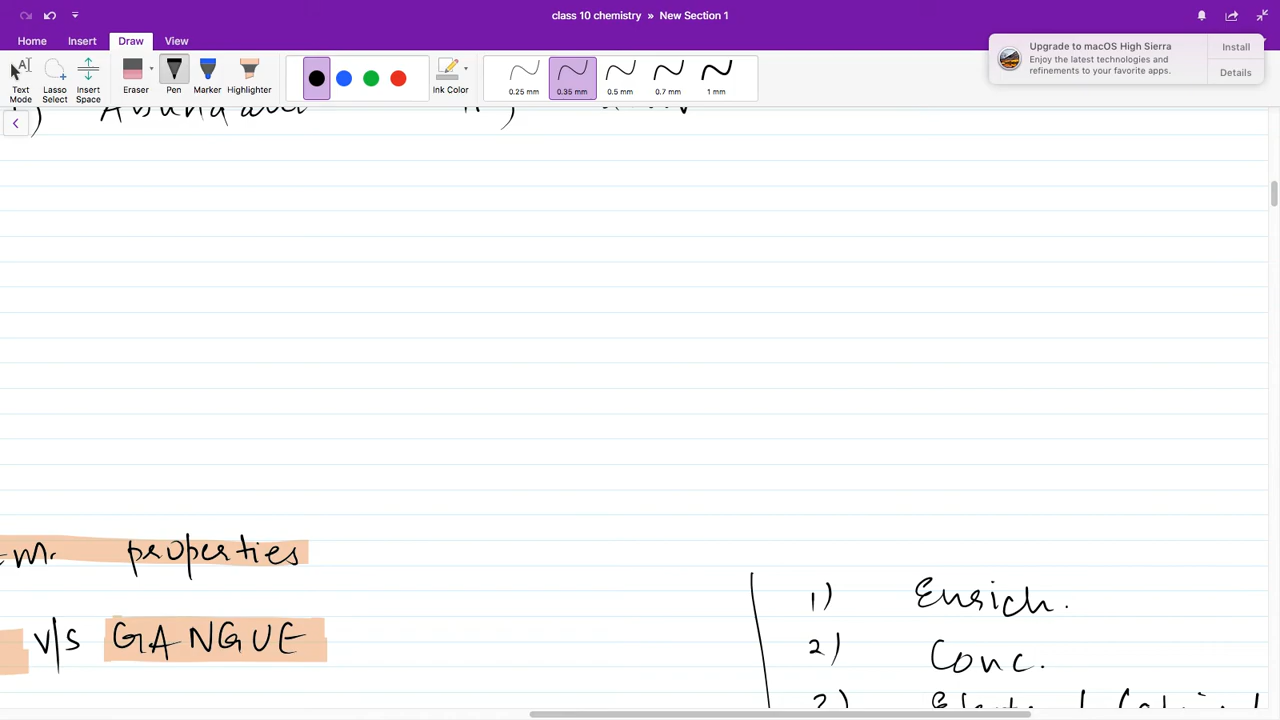 class 10 chemistry » New Section 1
Home Insert Draw View
Upgrade to macOS High Sierra
Enjoy the latest technologies and
refinements to your favorite apps.
Install
Details
Text
Mode
Lasso
Select
Insert
Space
Eraser
Pen
Marker
Highlighter
Ink Color
0.25 mm
0.35 mm
0.5 mm
0.7 mm
1 mm
m. properties
v/s GANGUE
1) Enrich.
2) Conc.